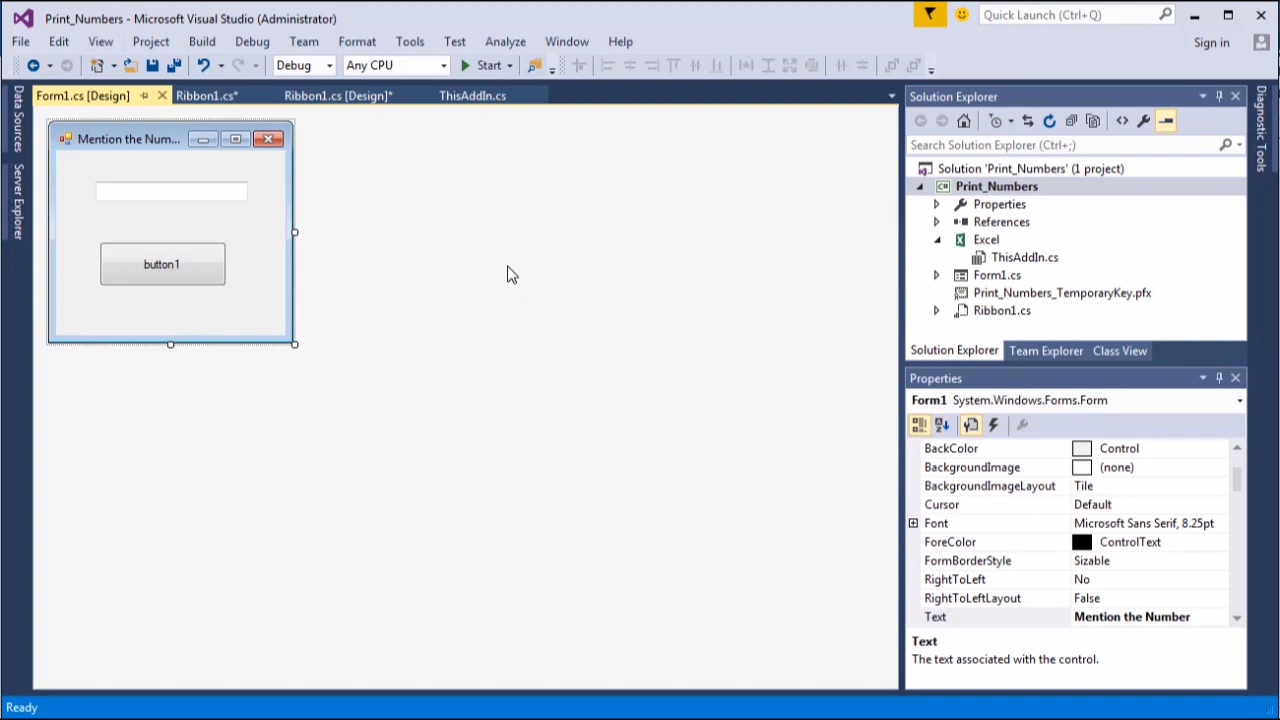 Print_Numbers - Microsoft Visual Studio (Administrator)
Quick Launch (Ctrl+Q)
File Edit View Project Build Debug Team Format Tools Test Analyze Window Help
Sign in
Debug Any CPU Start
Data Sources
Server Explorer
Form1.cs [Design] Ribbon1.cs* Ribbon1.cs [Design]* ThisAddIn.cs
Mention the Num...
button1
Solution Explorer
Search Solution Explorer (Ctrl+;)
Solution 'Print_Numbers' (1 project)
C# Print_Numbers
Properties
References
Excel
ThisAddIn.cs
Form1.cs
Print_Numbers_TemporaryKey.pfx
Ribbon1.cs
Solution Explorer Team Explorer Class View
Properties
Form1 System.Windows.Forms.Form
BackColor Control
BackgroundImage (none)
BackgroundImageLayout Tile
Cursor Default
Font Microsoft Sans Serif, 8.25pt
ForeColor ControlText
FormBorderStyle Sizable
RightToLeft No
RightToLeftLayout False
Text Mention the Number
Text
The text associated with the control.
Diagnostic Tools
Ready